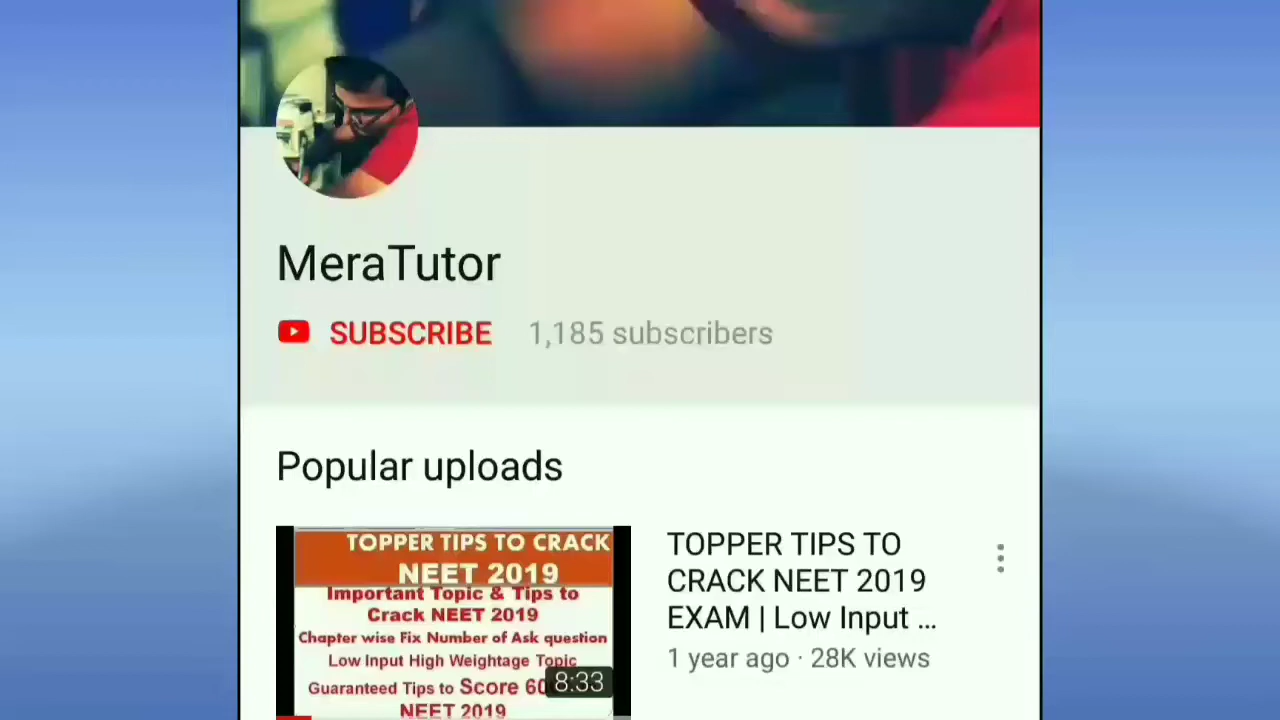 MeraTutor
SUBSCRIBE 1,185 subscribers
Popular uploads
TOPPER TIPS TO CRACK
NEET 2019
Important Topic & Tips to
Crack NEET 2019
Chapter wise Fix Number of Ask question
Low Input High Weightage Topic
Guaranteed Tips to Score
NEET 2019
8:33
TOPPER TIPS TO
CRACK NEET 2019
EXAM | Low Input ...
1 year ago · 28K views